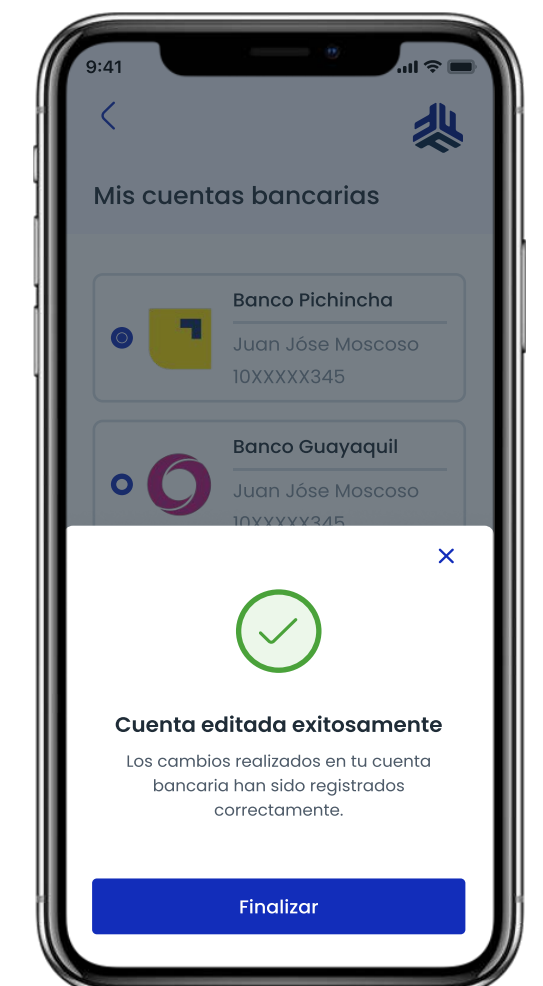 9:41
Mis cuentas bancarias
Banco Pichincha
Juan Jóse Moscoso
10XXXXX345
Banco Guayaquil
Juan Jóse Moscoso
10XXXXX345
Cuenta editada exitosamente
Los cambios realizados en tu cuenta
bancaria han sido registrados
correctamente.
Finalizar